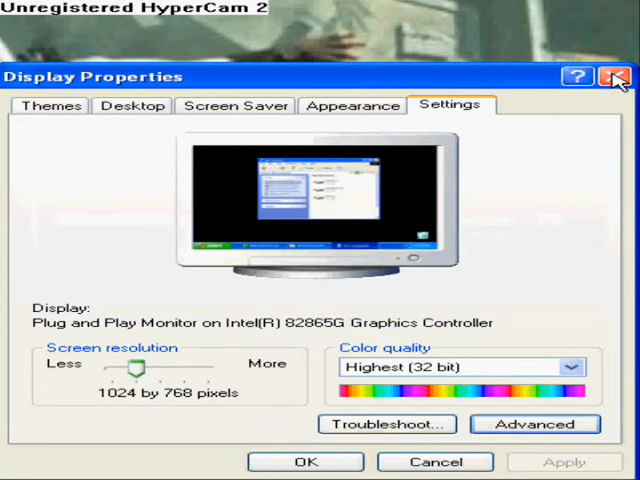 Unregistered HyperCam 2
Display Properties
Themes Desktop Screen Saver Appearance Settings
Display:
Plug and Play Monitor on Intel(R) 82865G Graphics Controller
Screen resolution
Less More
1024 by 768 pixels
Color quality
Highest (32 bit)
Troubleshoot... Advanced
OK Cancel Apply